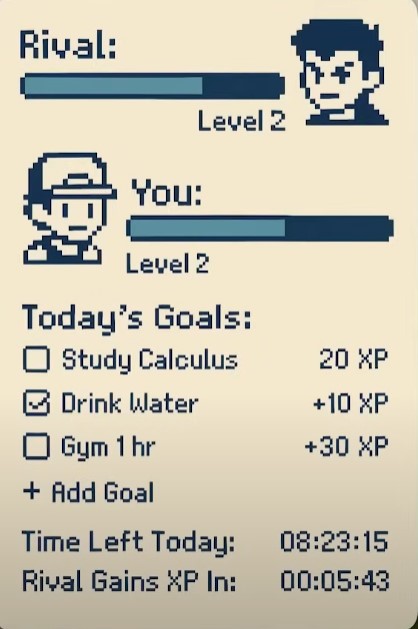 Rival:
Level 2
You:
Level 2
Today's Goals:
Study Calculus 20 XP
Drink Water +10 XP
Gym 1 hr +30 XP
+ Add Goal
Time Left Today: 08:23:15
Rival Gains XP In: 00:05:43